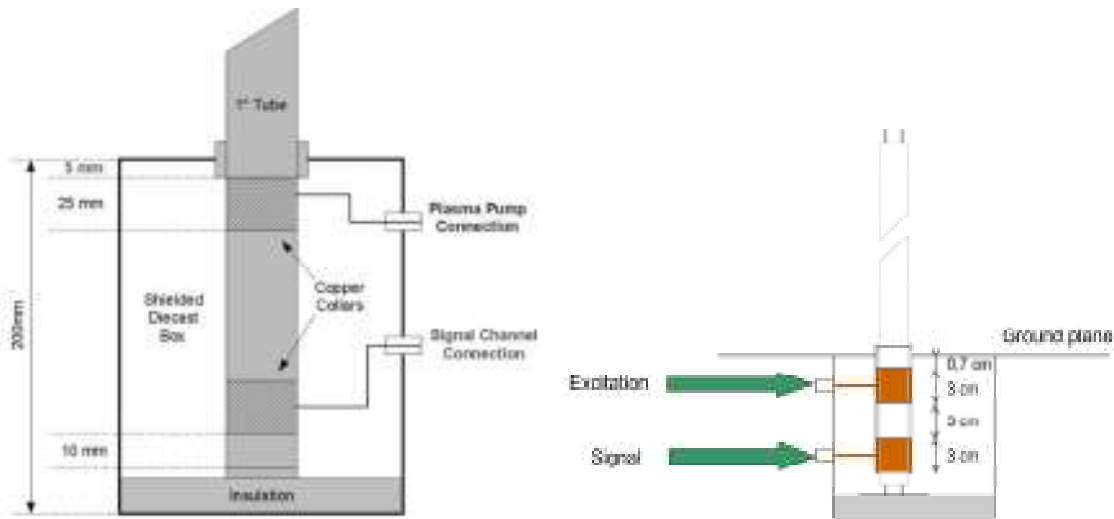 1" Tube
5 mm
25 mm
Plasma Pump
Connection
Copper
Collars
Shielded
Diecast
Box
200mm
Signal Channel
Connection
10 mm
Insulation
Ground plane
0,7 cm
Excitation
3 cm
3 cm
Signal
3 cm